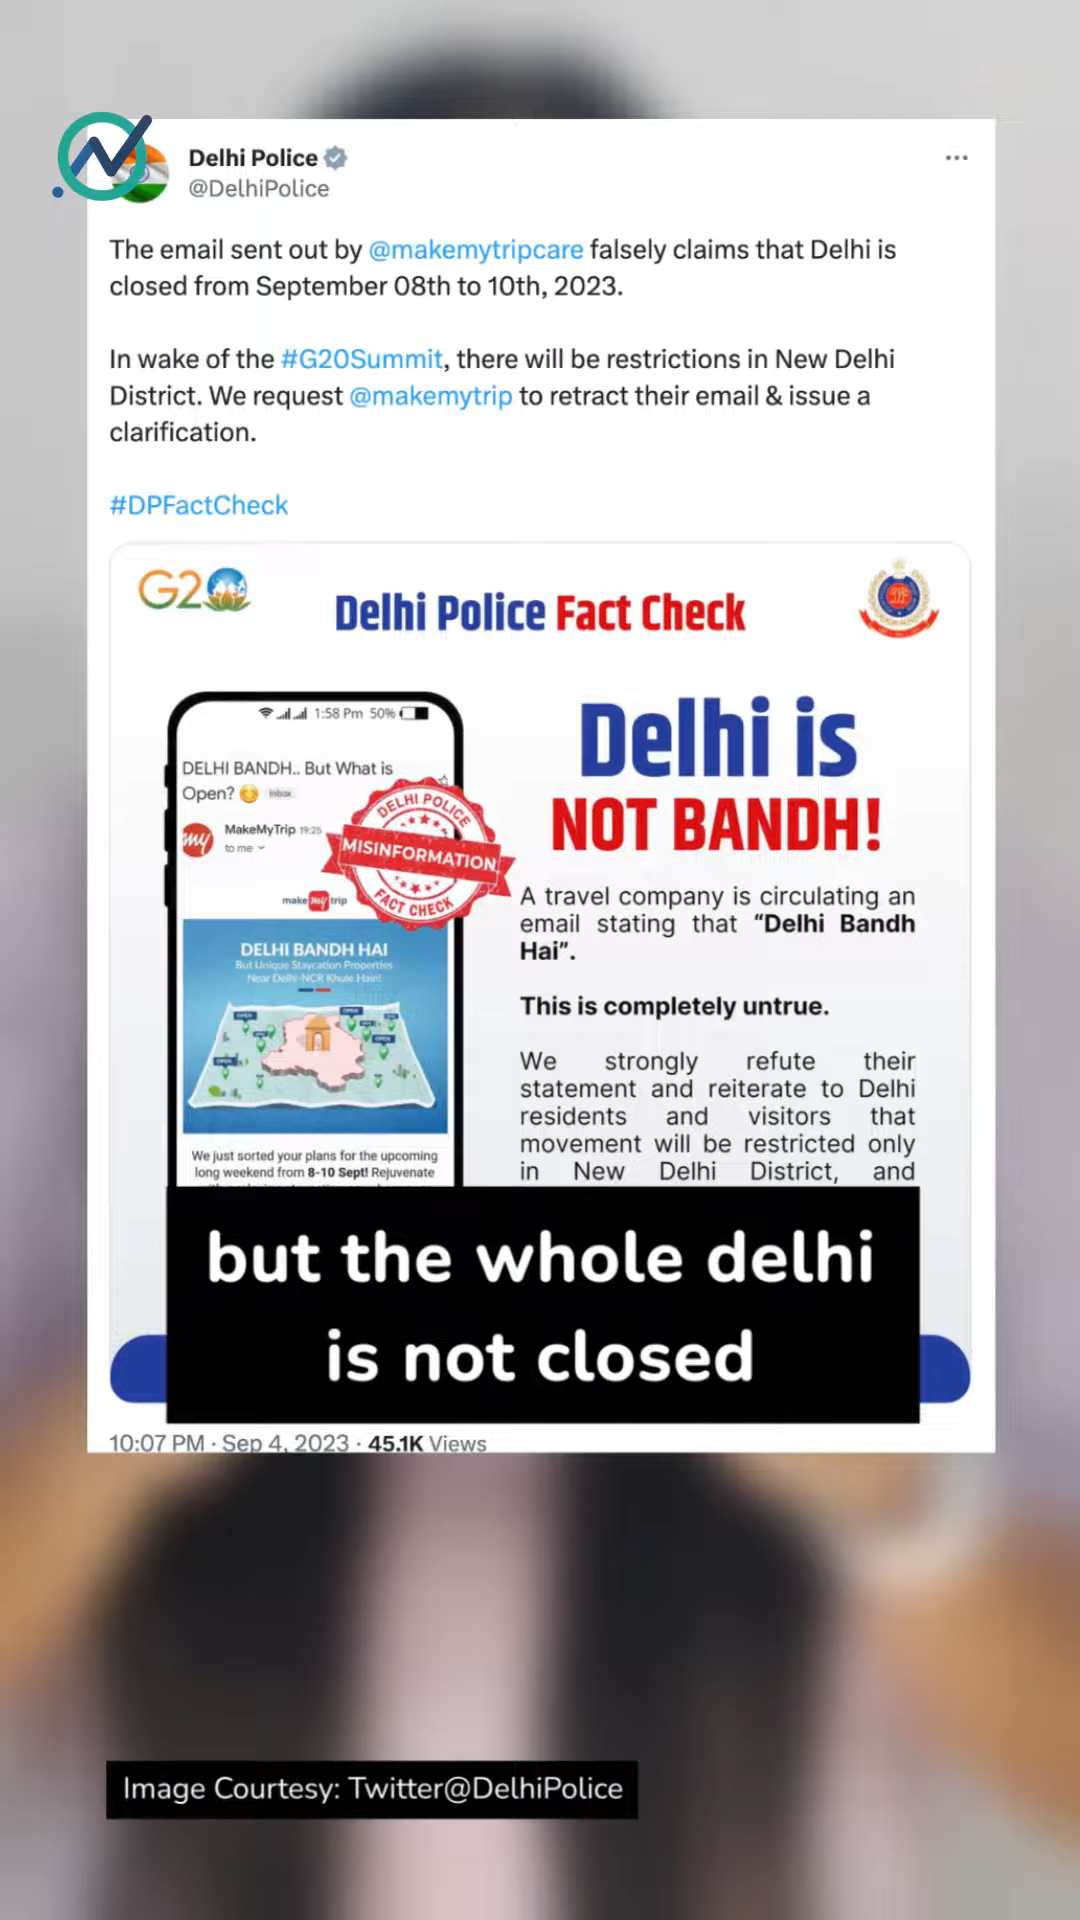 Delhi Police
@DelhiPolice
The email sent out by @makemytripcare falsely claims that Delhi is
closed from September 08th to 10th, 2023.
In wake of the #G20Summit, there will be restrictions in New Delhi
District. We request @makemytrip to retract their email & issue a
clarification.
#DPFactCheck
G20
Delhi Police Fact Check
1:58 Pm 50%
DELHI BANDH.. But What is
Open? 😊 Inbox
MakeMyTrip 19:25
to me
DELHI POLICE
MISINFORMATION
FACT CHECK
make my trip
DELHI BANDH HAI
But Unique Staycation Properties
Near Delhi-NCR Khule Hain!
OPEN
OPEN
OPEN
OPEN
We just sorted your plans for the upcoming
long weekend from 8-10 Sept! Rejuvenate
Delhi is
NOT BANDH!
A travel company is circulating an
email stating that “Delhi Bandh
Hai”.
This is completely untrue.
We strongly refute their
statement and reiterate to Delhi
residents and visitors that
movement will be restricted only
in New Delhi District, and
but the whole delhi
is not closed
10:07 PM · Sep 4, 2023 · 45.1K Views
Image Courtesy: Twitter@DelhiPolice